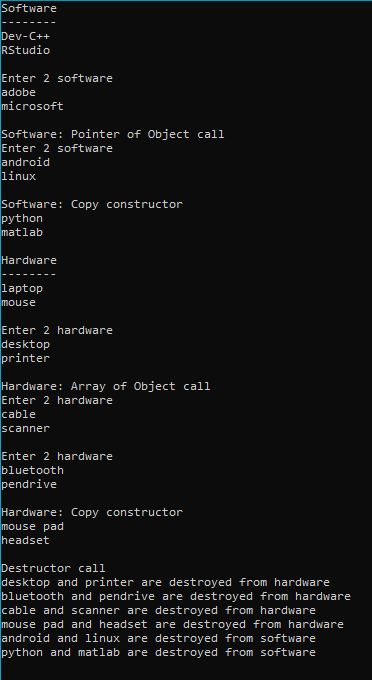 Software
--------
Dev-C++
RStudio
Enter 2 software
adobe
microsoft
Software: Pointer of Object call
Enter 2 software
android
linux
Software: Copy constructor
python
matlab
Hardware
--------
laptop
mouse
Enter 2 hardware
desktop
printer
Hardware: Array of Object call
Enter 2 hardware
cable
scanner
Enter 2 hardware
bluetooth
pendrive
Hardware: Copy constructor
mouse pad
headset
Destructor call
desktop and printer are destroyed from hardware
bluetooth and pendrive are destroyed from hardware
cable and scanner are destroyed from hardware
mouse pad and headset are destroyed from hardware
android and linux are destroyed from software
python and matlab are destroyed from software